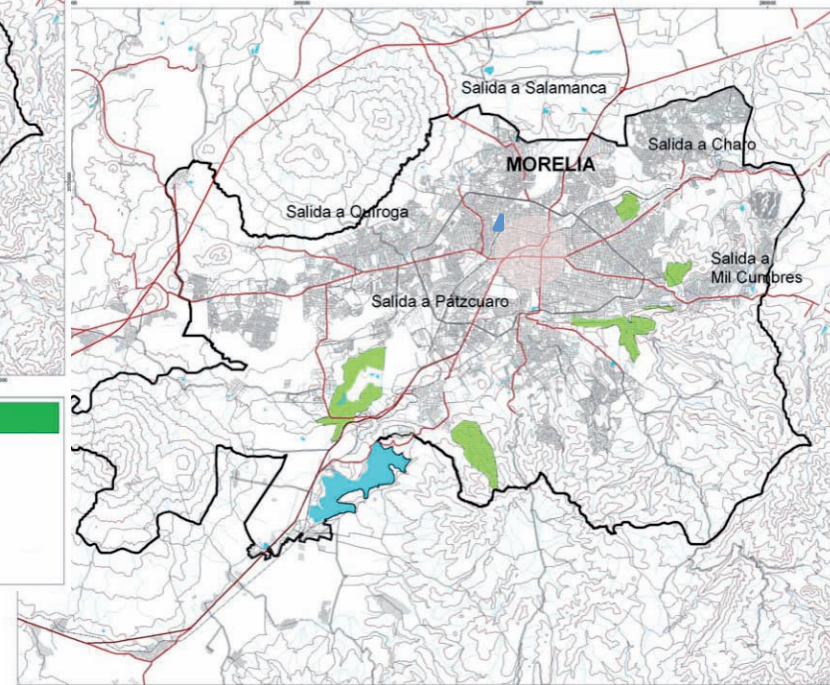 Salida a Salamanca
Salida a Charo
MORELIA
Salida a Quiroga
Salida a
Mil Cumbres
Salida a Pátzcuaro